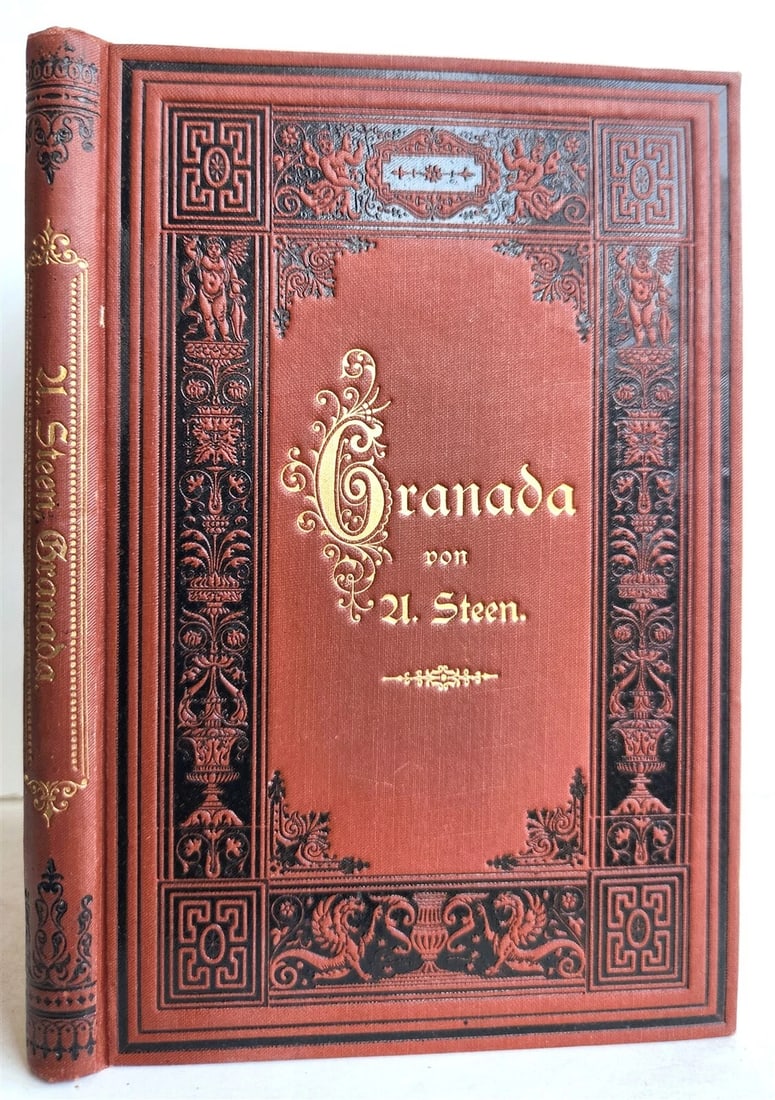 A. Steen, Granada
Granada
von
A. Steen.